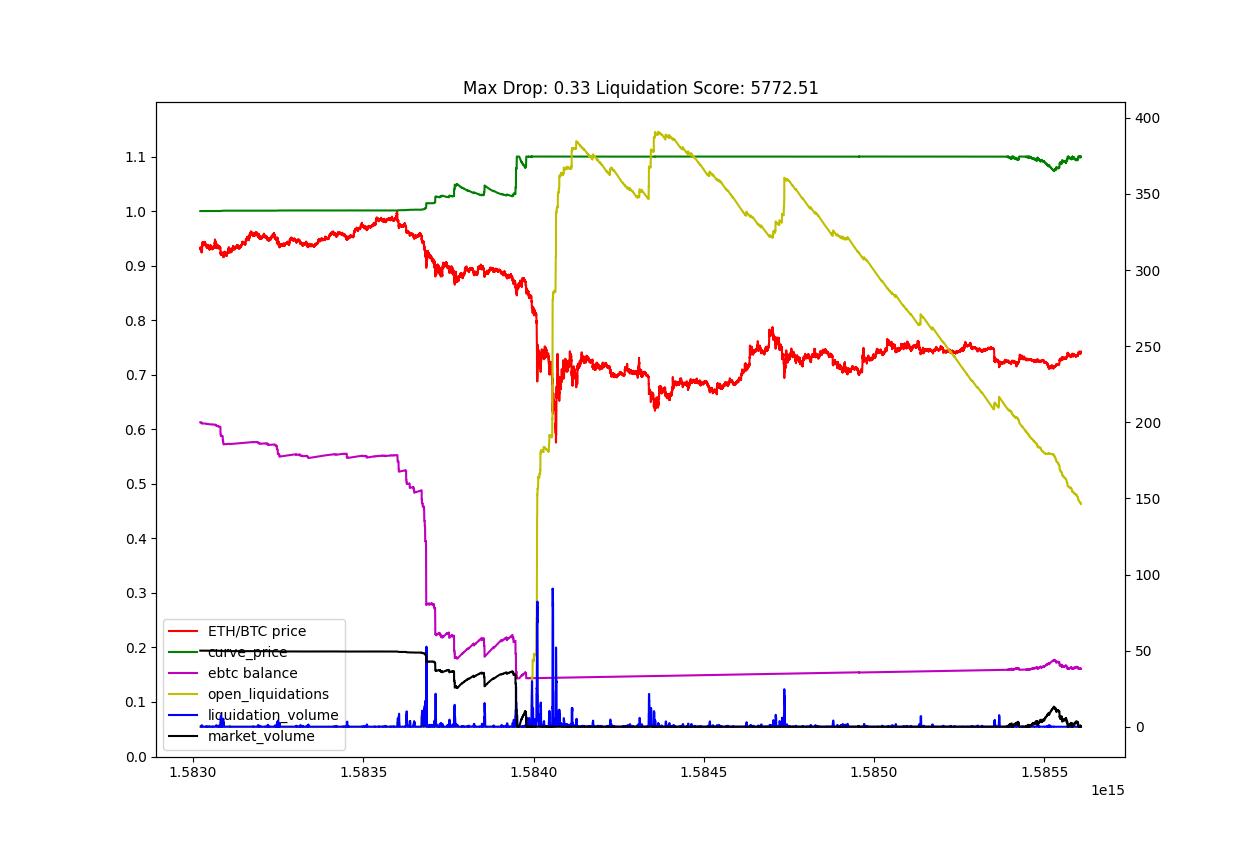 Max Drop: 0.33 Liquidation Score: 5772.51
1.1
1.0
0.9
0.8
0.7
0.6
0.5
0.4
0.3
0.2
0.1
0.0
400
350
300
250
200
150
100
50
0
ETH/BTC price
curve_price
ebtc balance
open_liquidations
liquidation_volume
market_volume
1.5830 1.5835 1.5840 1.5845 1.5850 1.5855
1e15